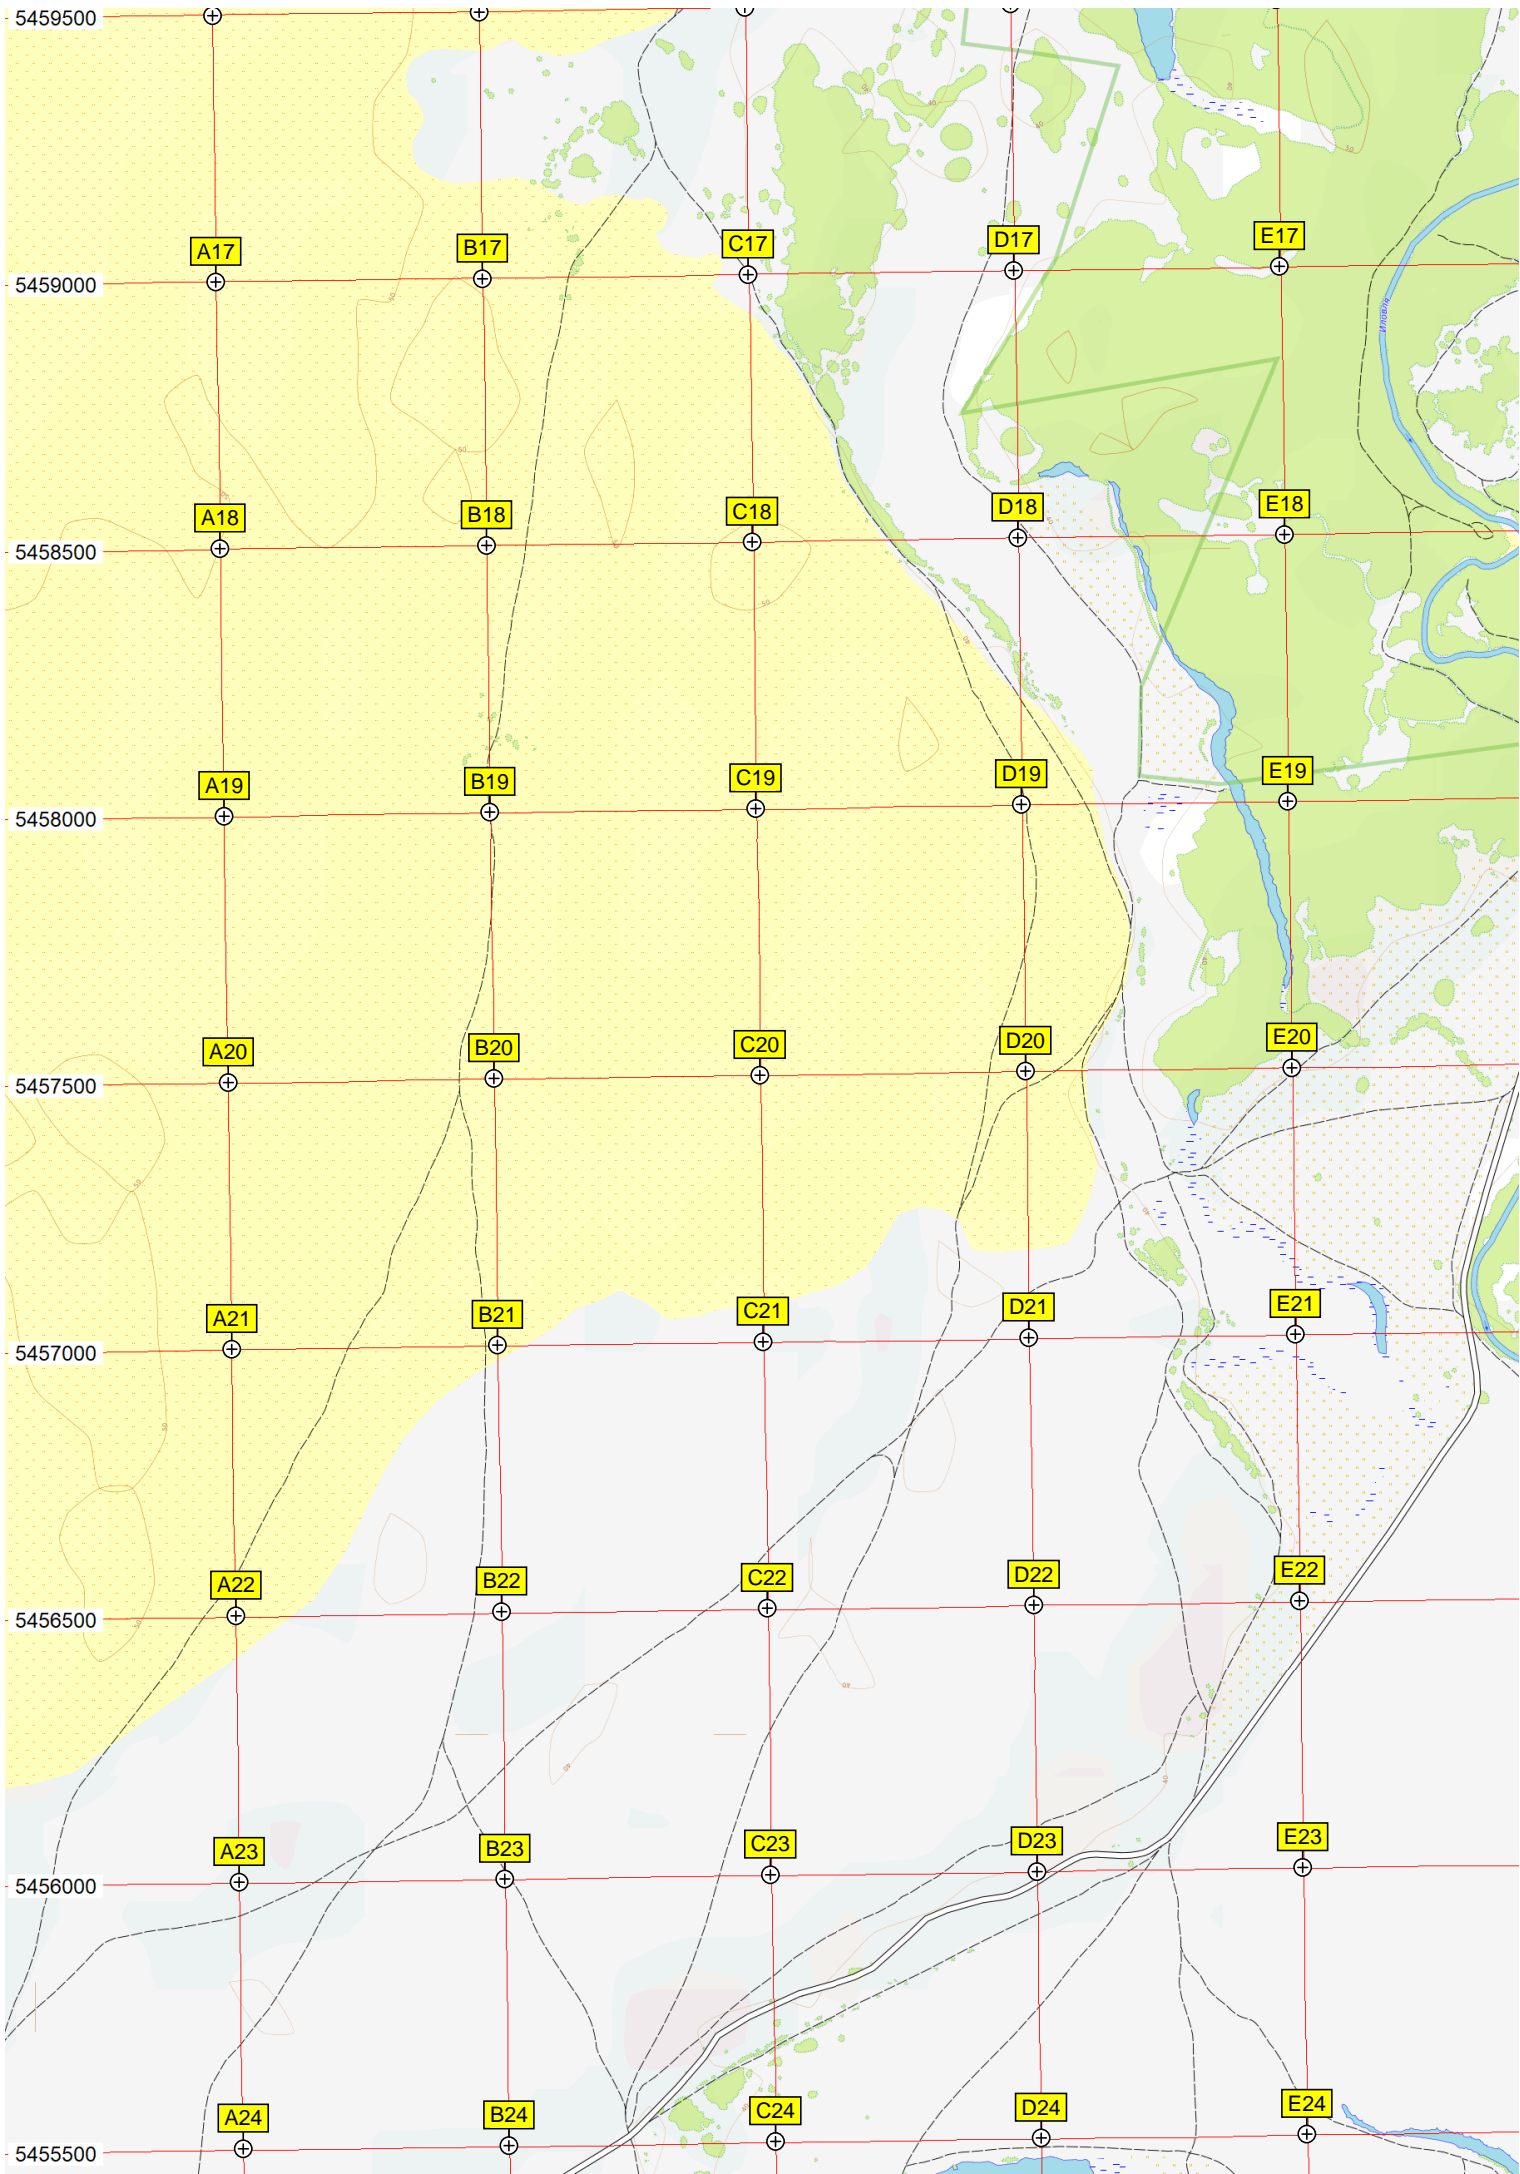 5459500
A17 B17 C17 D17 E17
5459000
Иловля
A18 B18 C18 D18 E18
5458500
A19 B19 C19 D19 E19
5458000
A20 B20 C20 D20 E20
5457500
A21 B21 C21 D21 E21
5457000
A22 B22 C22 D22 E22
5456500
A23 B23 C23 D23 E23
5456000
A24 B24 C24 D24 E24
5455500